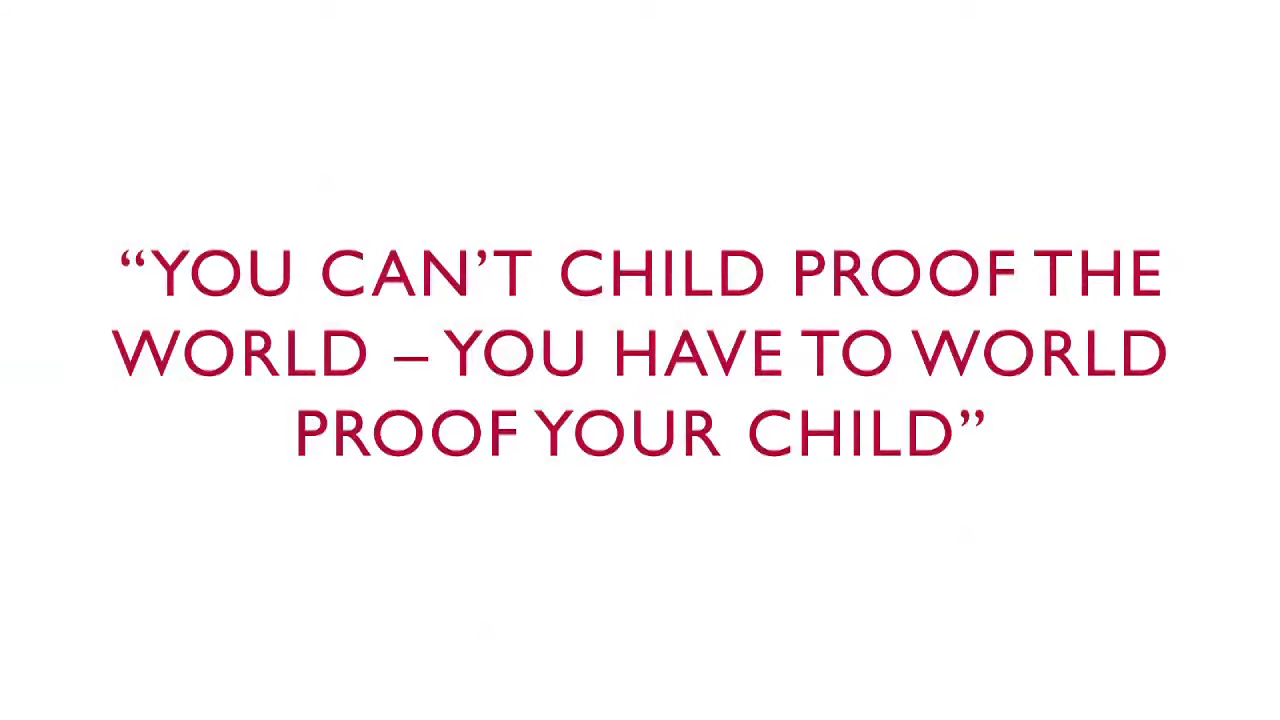 “YOU CAN’T CHILD PROOF THE
WORLD – YOU HAVE TO WORLD
PROOF YOUR CHILD”